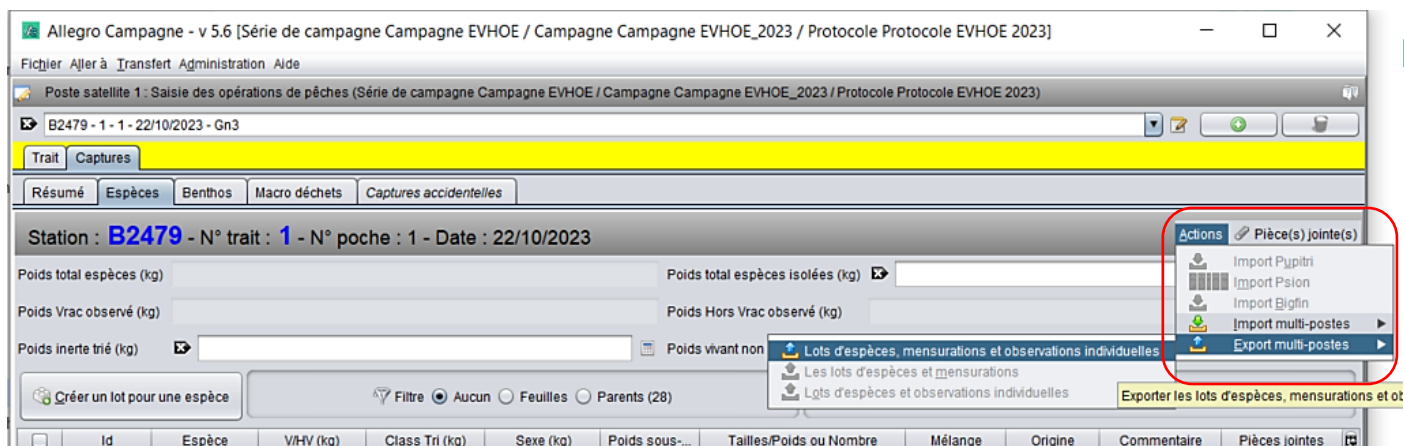 Allegro Campagne - v 5.6 [Série de campagne Campagne EVHOE / Campagne Campagne EVHOE_2023 / Protocole Protocole EVHOE 2023]
Fichier Aller à Transfert Administration Aide
Poste satellite 1 : Saisie des opérations de pêches (Série de campagne Campagne EVHOE / Campagne Campagne EVHOE_2023 / Protocole Protocole EVHOE 2023)
B2479 - 1 - 1 - 22/10/2023 - Gn3
Trait Captures
Résumé Espèces Benthos Macro déchets Captures accidentelles
Station : B2479 - N° trait : 1 - N° poche : 1 - Date : 22/10/2023
Actions Pièce(s) jointe(s)
Import Pupitri
Import Psion
Import Bigfin
Import multi-postes
Export multi-postes
Poids total espèces (kg) Poids total espèces isolées (kg)
Poids Vrac observé (kg) Poids Hors Vrac observé (kg)
Poids inerte trié (kg) Poids vivant non
Lots d'espèces, mensurations et observations individuelles
Les lots d'espèces et mensurations
Lots d'espèces et observations individuelles
Exporter les lots d'espèces, mensurations et ob
Créer un lot pour une espèce Filtre Aucun Feuilles Parents (28)
Id Espèce V/HV (kg) Class Tri (kg) Sexe (kg) Poids sous-... Tailles/Poids ou Nombre Mélange Origine Commentaire Pièces jointes